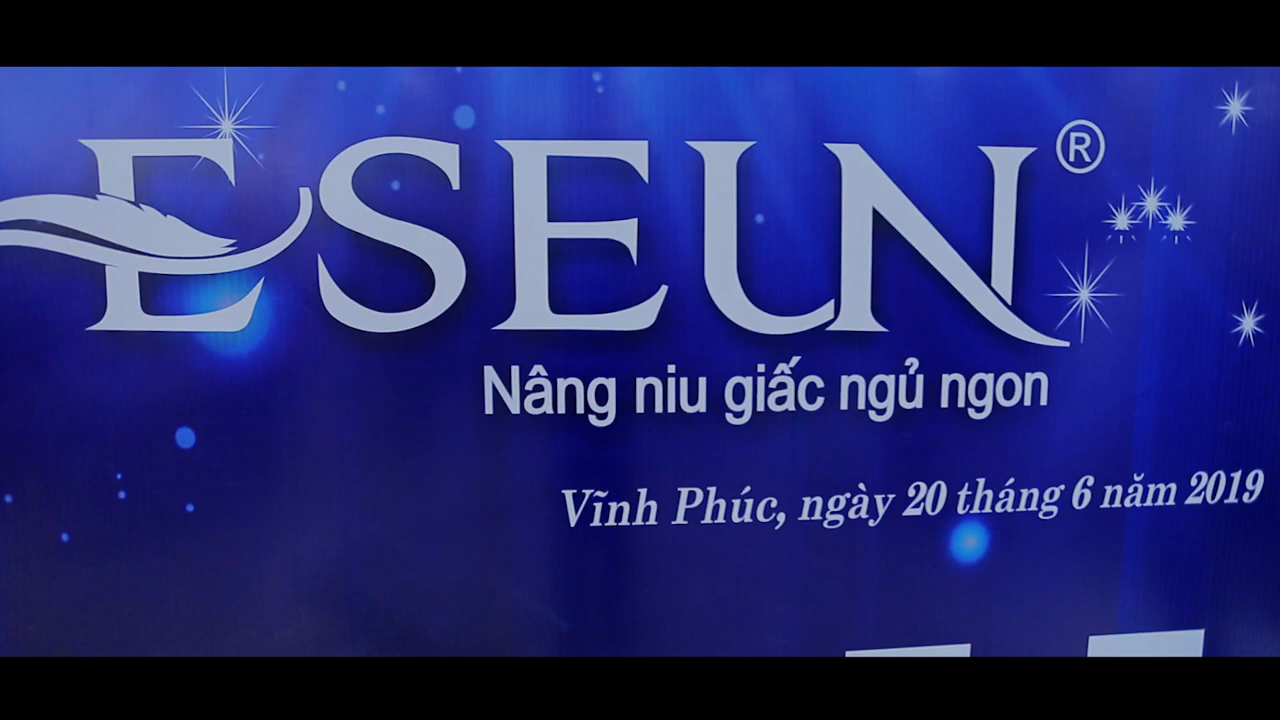 ESEUN®
Nâng niu giấc ngủ ngon
Vĩnh Phúc, ngày 20 tháng 6 năm 2019